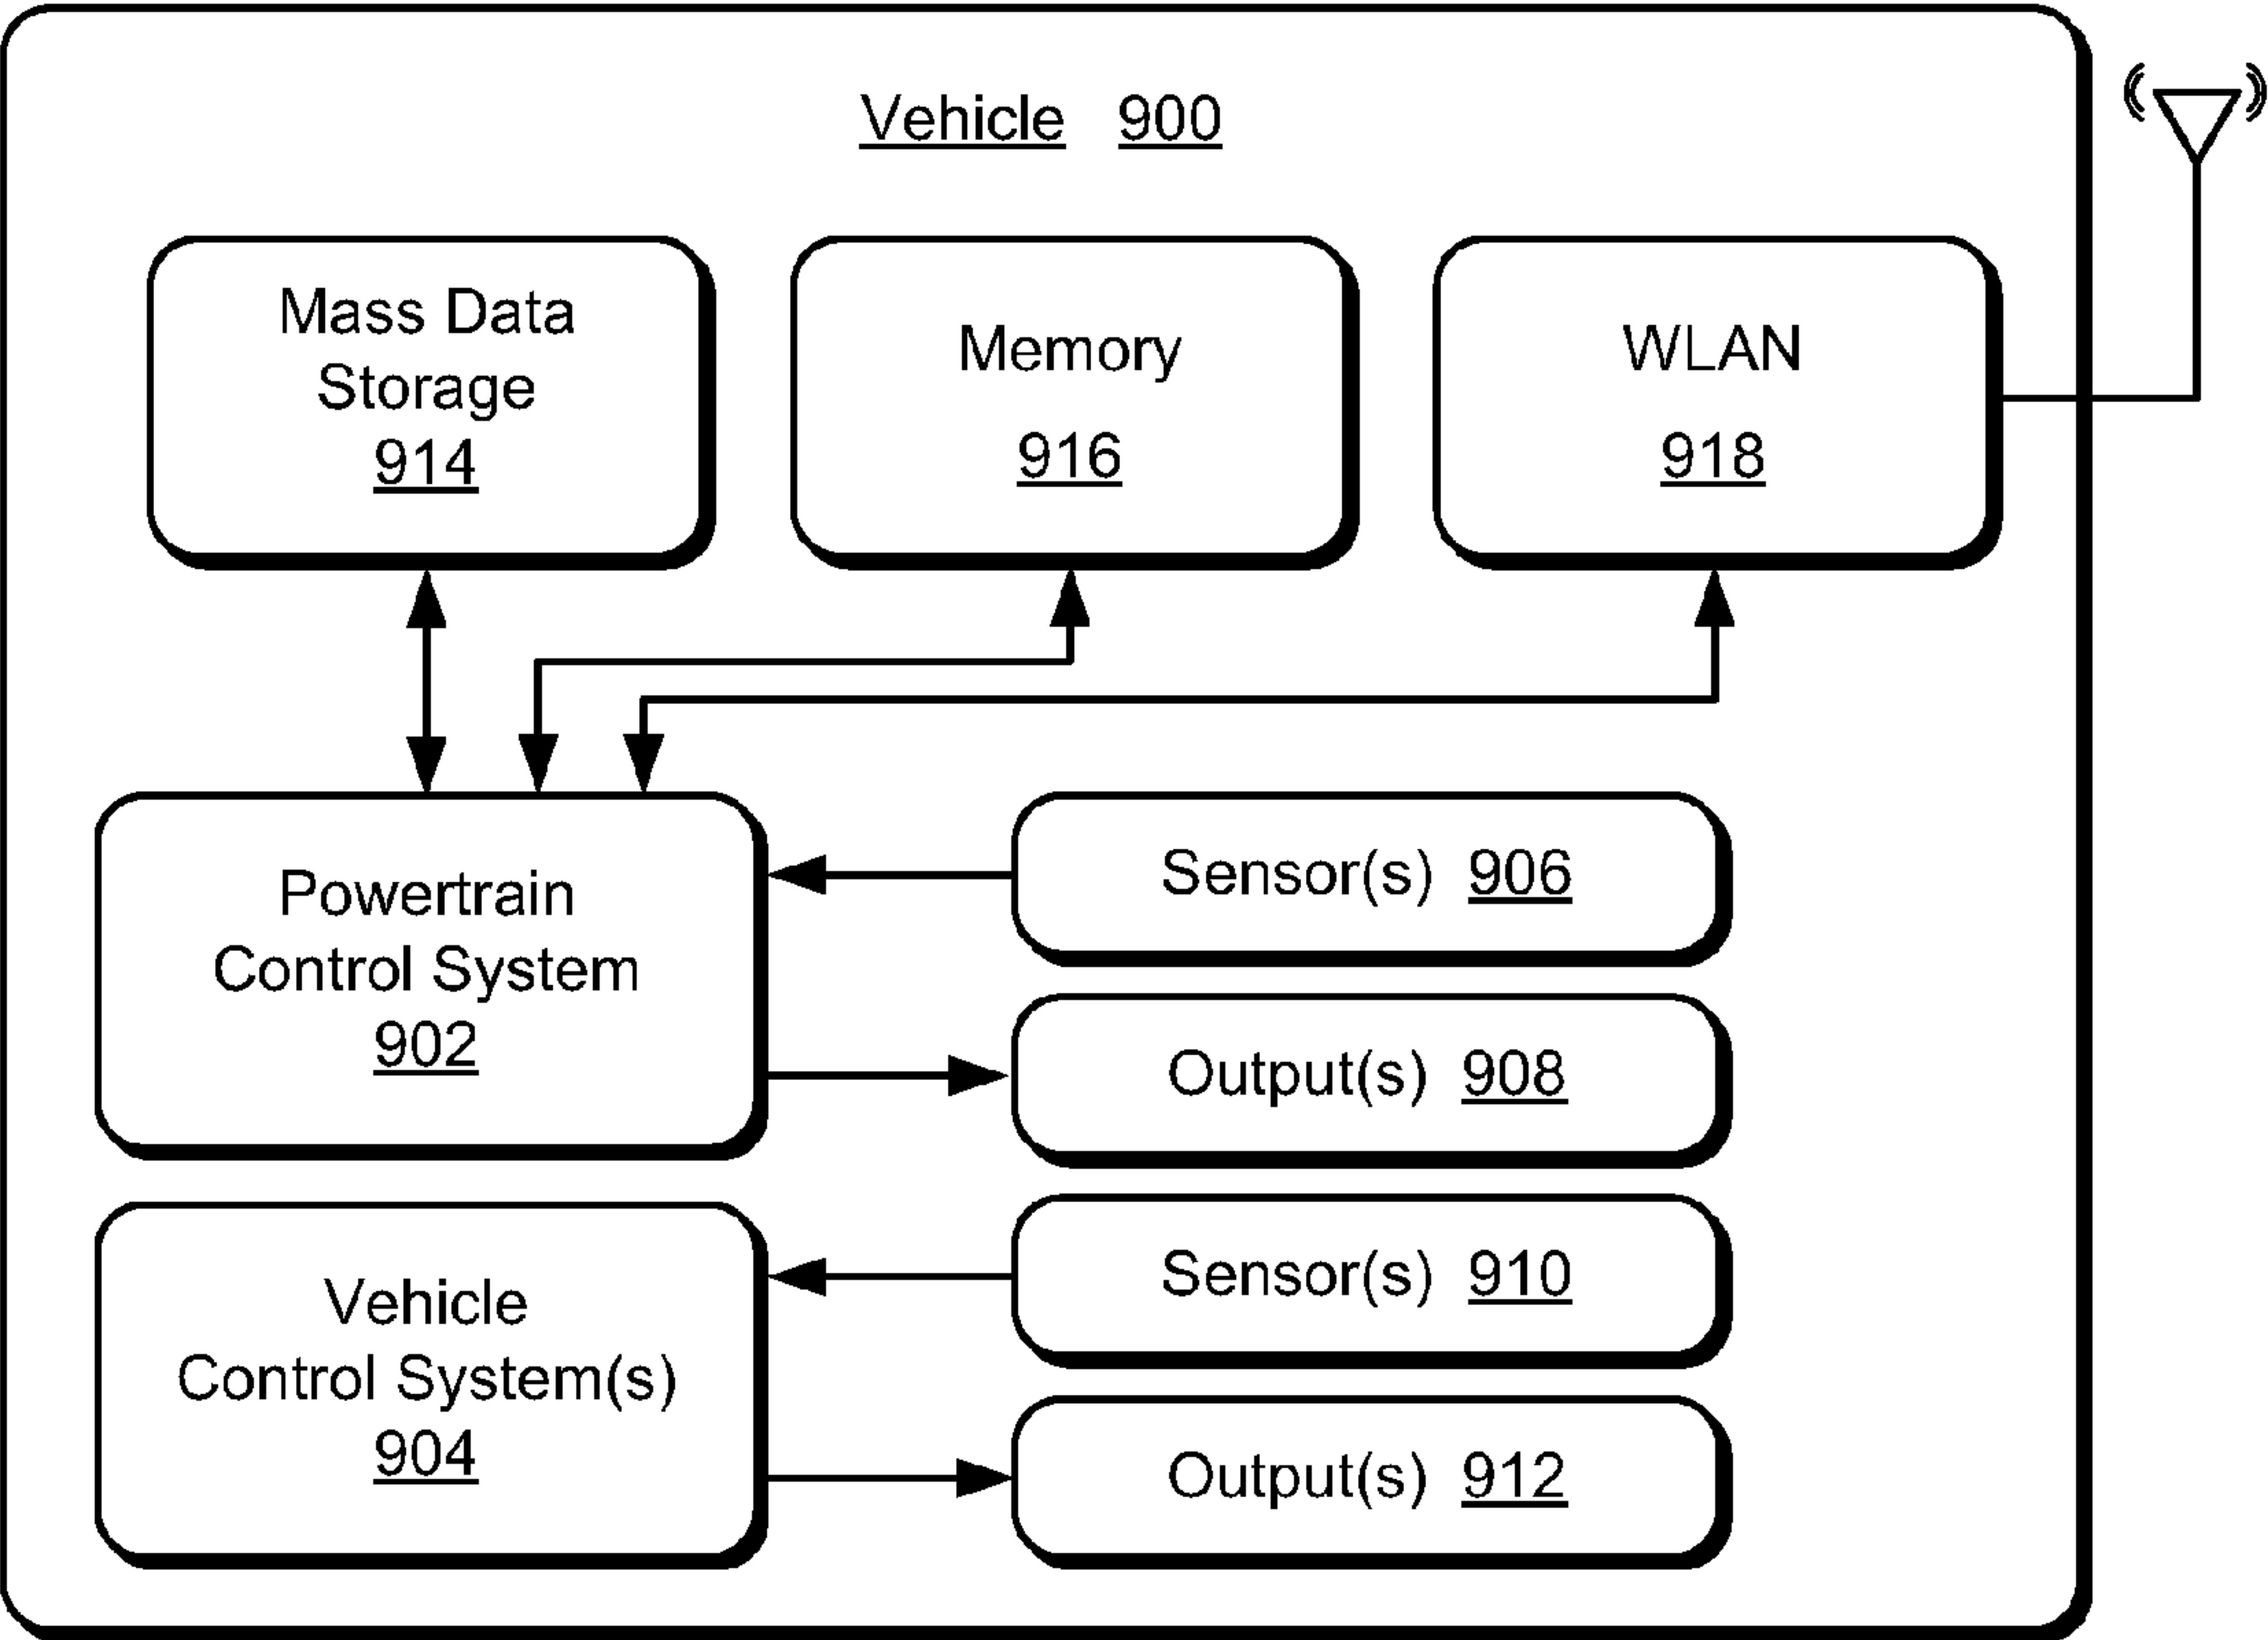 Vehicle 900
Mass Data
Storage
914
Memory
916
WLAN
918
Powertrain
Control System
902
Sensor(s) 906
Output(s) 908
Vehicle
Control System(s)
904
Sensor(s) 910
Output(s) 912